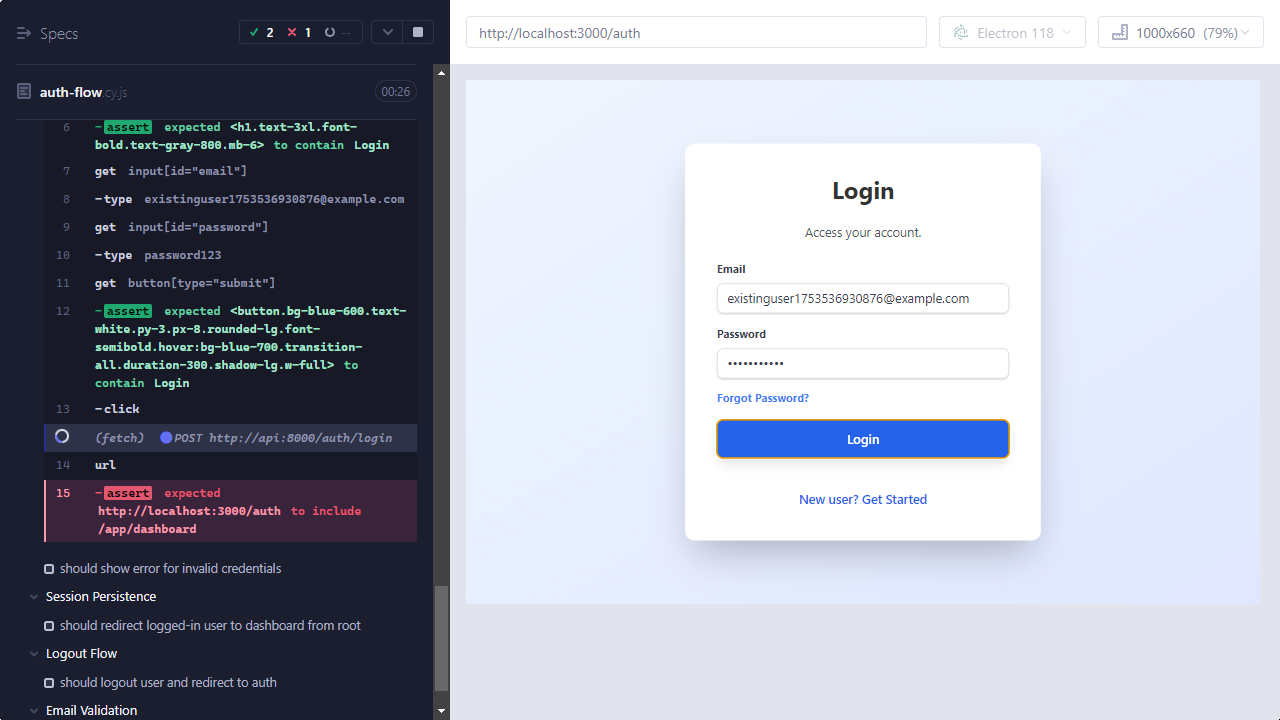 Specs
2
1
--
auth-flow.cy.js
00:26
6 -assert expected <h1.text-3xl.font-
bold.text-gray-800.mb-6> to contain Login
7 get input[id="email"]
8 -type existinguser1753536930876@example.com
9 get input[id="password"]
10 -type password123
11 get button[type="submit"]
12 -assert expected <button.bg-blue-600.text-
white.py-3.px-8.rounded-lg.font-
semibold.hover:bg-blue-700.transition-
all.duration-300.shadow-lg.w-full> to
contain Login
13 -click
(fetch) POST http://api:8000/auth/login
14 url
15 -assert expected
http://localhost:3000/auth to include
/app/dashboard
should show error for invalid credentials
Session Persistence
should redirect logged-in user to dashboard from root
Logout Flow
should logout user and redirect to auth
Email Validation
http://localhost:3000/auth
Electron 118
1000x660 (79%)
Login
Access your account.
Email
existinguser1753536930876@example.com
Password
•••••••••••
Forgot Password?
Login
New user? Get Started